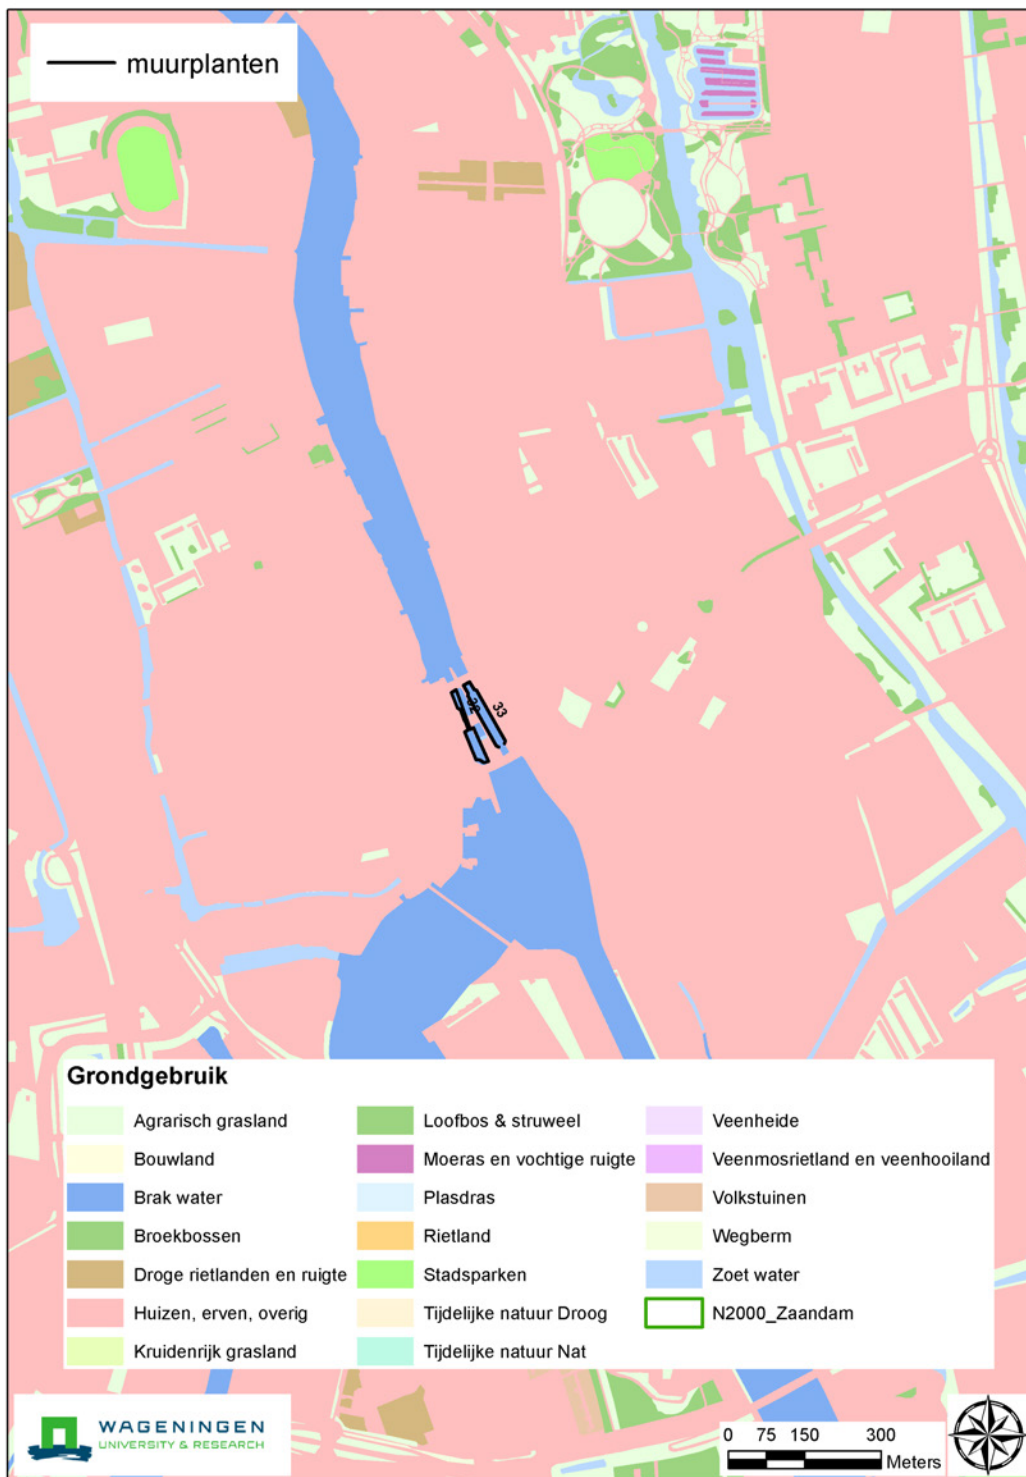 muurplanten
32
33
Grondgebruik
Agrarisch grasland
Bouwland
Brak water
Broekbossen
Droge rietlanden en ruigte
Huizen, erven, overig
Kruidenrijk grasland
Loofbos & struweel
Moeras en vochtige ruigte
Plasdras
Rietland
Stadsparken
Tijdelijke natuur Droog
Tijdelijke natuur Nat
Veenheide
Veenmosrietland en veenhooiland
Volkstuinen
Wegberm
Zoet water
N2000_Zaandam
WAGENINGEN
UNIVERSITY & RESEARCH
0 75 150 300
Meters